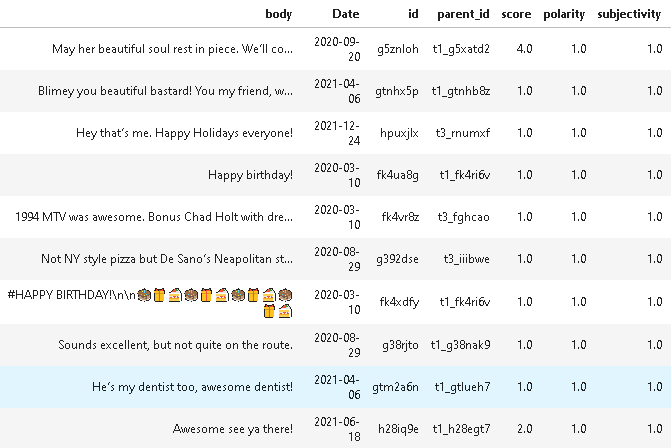 body Date id parent_id score polarity subjectivity
May her beautiful soul rest in piece. We'll co... 2020-09-20 g5znloh t1_g5xatd2 4.0 1.0 1.0
Blimey you beautiful bastard! You my friend, w... 2021-04-06 gtnhx5p t1_gtnhb8z 1.0 1.0 1.0
Hey that's me. Happy Holidays everyone! 2021-12-24 hpuxjlx t3_rnumxf 1.0 1.0 1.0
Happy birthday! 2020-03-10 fk4ua8g t1_fk4ri6v 1.0 1.0 1.0
1994 MTV was awesome. Bonus Chad Holt with dre... 2020-03-10 fk4vr8z t3_fghcao 1.0 1.0 1.0
Not NY style pizza but De Sano's Neapolitan st... 2020-08-29 g392dse t3_iiibwe 1.0 1.0 1.0
#HAPPY BIRTHDAY!\n\n🎂🎁🍰🎂🎁🍰🎂🎁🍰🎂🎁🍰 2020-03-10 fk4xdfy t1_fk4ri6v 1.0 1.0 1.0
Sounds excellent, but not quite on the route. 2020-08-29 g38rjto t1_g38nak9 1.0 1.0 1.0
He's my dentist too, awesome dentist! 2021-04-06 gtm2a6n t1_gtlueh7 1.0 1.0 1.0
Awesome see ya there! 2021-06-18 h28iq9e t1_h28egt7 2.0 1.0 1.0